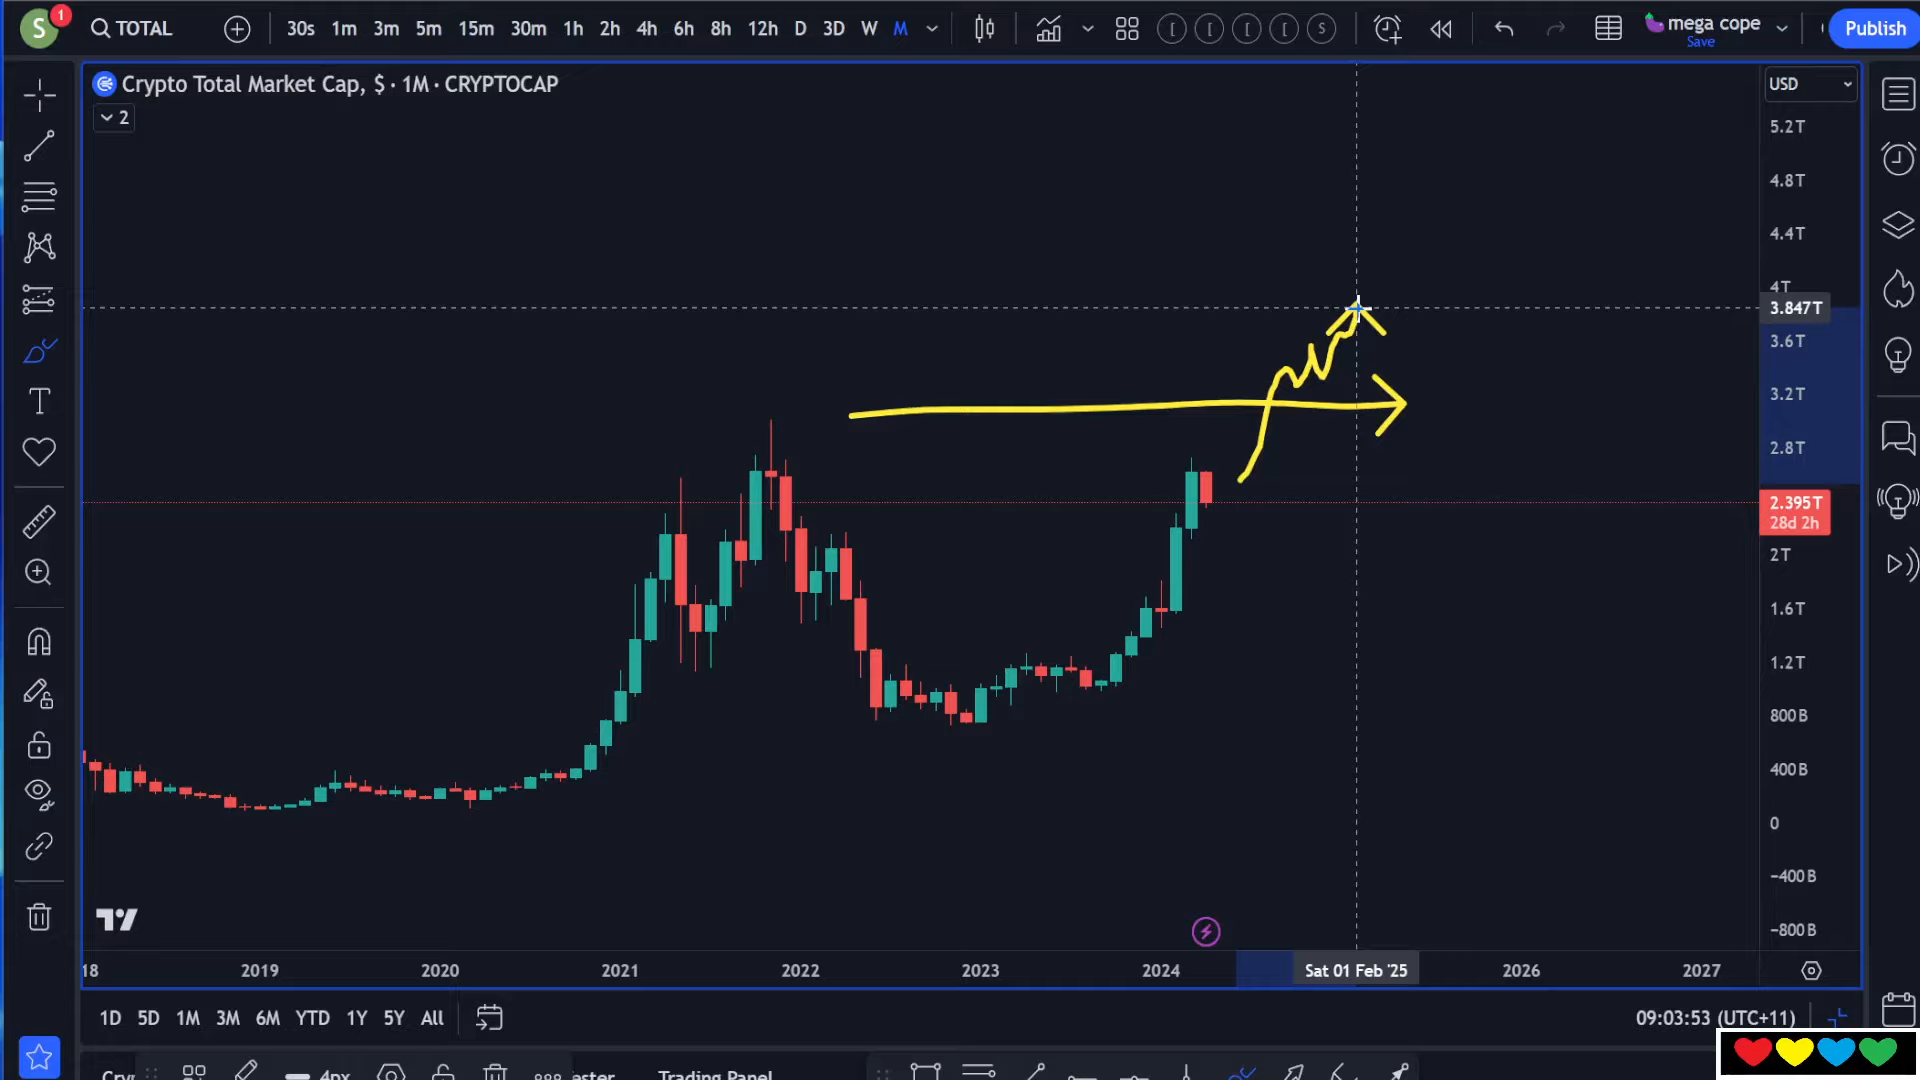 S 1 TOTAL 30s 1m 3m 5m 15m 30m 1h 2h 4h 6h 8h 12h D 3D W M S mega cope Save Publish
Crypto Total Market Cap, $ · 1M · CRYPTOCAP USD
2
5.2T
4.8T
4.4T
4T
3.847T
3.6T
3.2T
2.8T
2.395T
28d 2h
2T
1.6T
1.2T
800B
400B
0
−400B
−800B
18 2019 2020 2021 2022 2023 2024 Sat 01 Feb '25 2026 2027
1D 5D 1M 3M 6M YTD 1Y 5Y All 09:03:53 (UTC+11)
4px ester Trading Panel